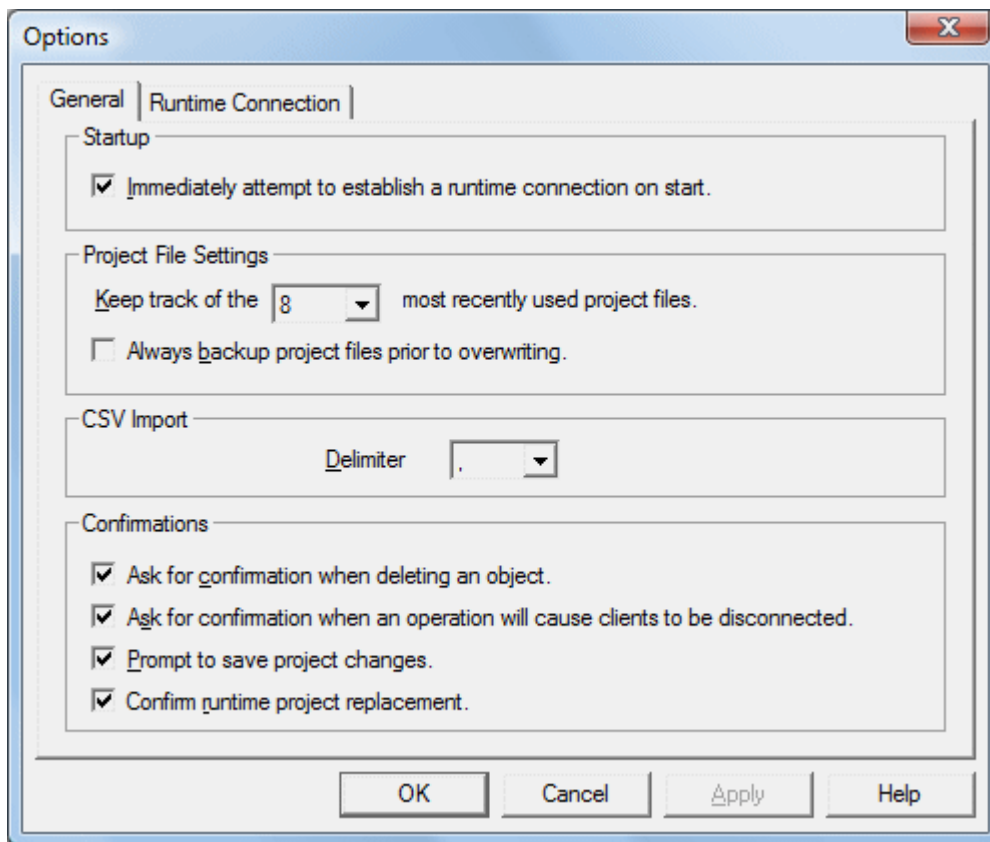 Options
General
Runtime Connection
Startup
Immediately attempt to establish a runtime connection on start.
Project File Settings
Keep track of the 8 most recently used project files.
Always backup project files prior to overwriting.
CSV Import
Delimiter ,
Confirmations
Ask for confirmation when deleting an object.
Ask for confirmation when an operation will cause clients to be disconnected.
Prompt to save project changes.
Confirm runtime project replacement.
OK Cancel Apply Help